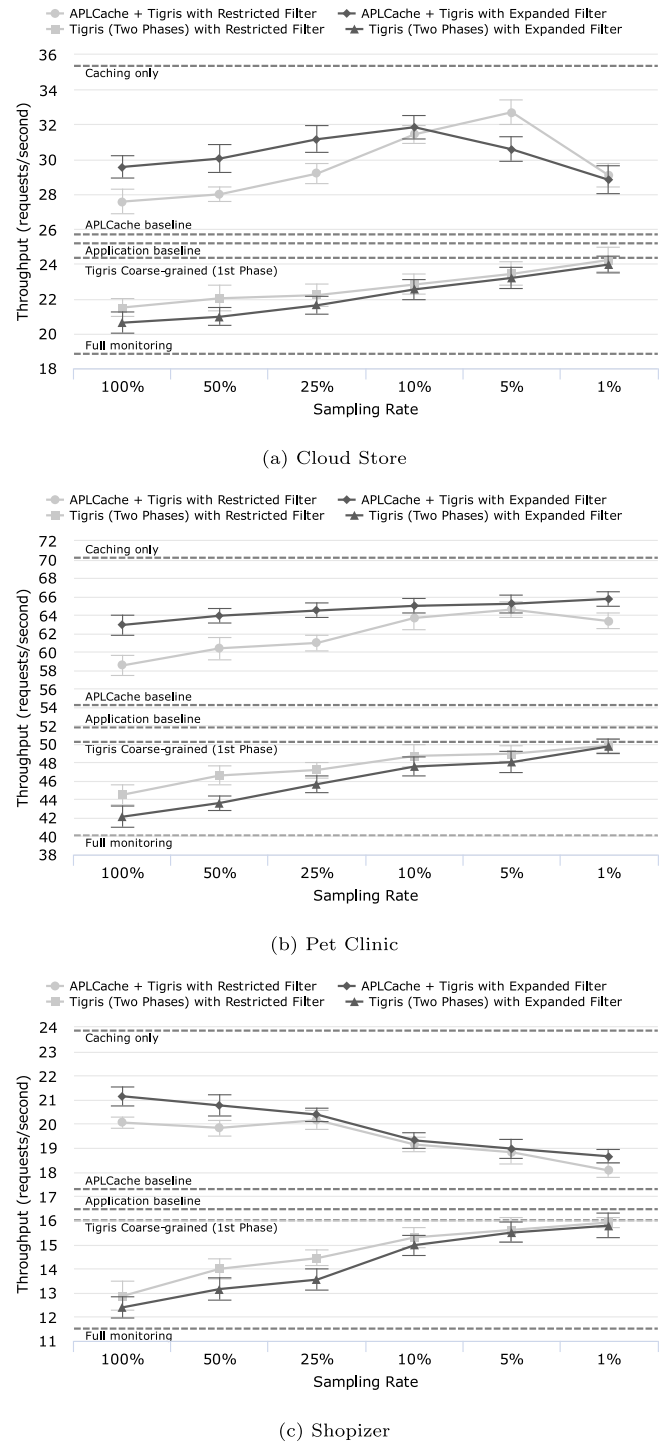 APLCache + Tigris with Restricted Filter APLCache + Tigris with Expanded Filter
Tigris (Two Phases) with Restricted Filter Tigris (Two Phases) with Expanded Filter
Throughput (requests/second)
36
Caching only
34
32
30
28
26
APLCache baseline
Application baseline
24
Tigris Coarse-grained (1st Phase)
22
20
Full monitoring
18
100% 50% 25% 10% 5% 1%
Sampling Rate
(a) Cloud Store
APLCache + Tigris with Restricted Filter APLCache + Tigris with Expanded Filter
Tigris (Two Phases) with Restricted Filter Tigris (Two Phases) with Expanded Filter
Throughput (requests/second)
72
Caching only
70
68
66
64
62
60
58
56
54
APLCache baseline
52
Application baseline
50
Tigris Coarse-grained (1st Phase)
48
46
44
42
40
Full monitoring
38
100% 50% 25% 10% 5% 1%
Sampling Rate
(b) Pet Clinic
APLCache + Tigris with Restricted Filter APLCache + Tigris with Expanded Filter
Tigris (Two Phases) with Restricted Filter Tigris (Two Phases) with Expanded Filter
Throughput (requests/second)
24
Caching only
23
22
21
20
19
18
APLCache baseline
17
Application baseline
16
Tigris Coarse-grained (1st Phase)
15
14
13
12
Full monitoring
11
100% 50% 25% 10% 5% 1%
Sampling Rate
(c) Shopizer